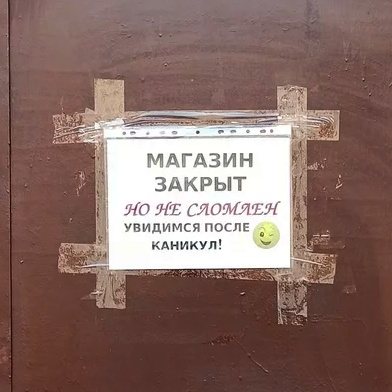 МАГАЗИН
ЗАКРЫТ
НО НЕ СЛОМЛЕН
УВИДИМСЯ ПОСЛЕ
КАНИКУЛ!